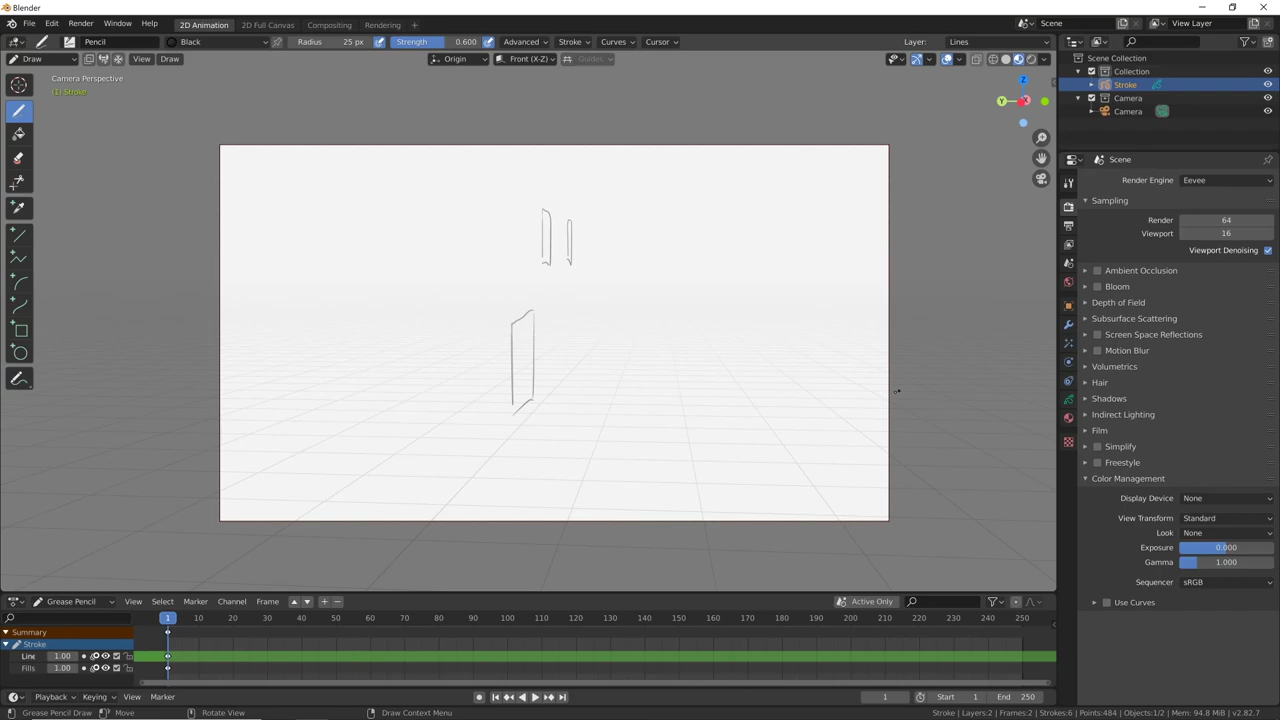 Blender
File Edit Render Window Help 2D Animation 2D Full Canvas Compositing Rendering Scene View Layer
Pencil Black Radius 25 px Strength 0.600 Advanced Stroke Curves Cursor Layer: Lines
Draw View Draw Origin Front (X-Z) Guides
Camera Perspective
(1) Stroke
Z
Y
X
Scene Collection
Collection
Stroke
Camera
Camera
Scene
Render Engine Eevee
Sampling
Render 64
Viewport 16
Viewport Denoising
Ambient Occlusion
Bloom
Depth of Field
Subsurface Scattering
Screen Space Reflections
Motion Blur
Volumetrics
Hair
Shadows
Indirect Lighting
Film
Simplify
Freestyle
Color Management
Display Device None
View Transform Standard
Look None
Exposure 0.000
Gamma 1.000
Sequencer sRGB
Use Curves
Grease Pencil View Select Marker Channel Frame Active Only
1 10 20 30 40 50 60 70 80 90 100 110 120 130 140 150 160 170 180 190 200 210 220 230 240 250
Summary
Stroke
Line 1.00
Fills 1.00
Playback Keying View Marker 1 Start 1 End 250
Grease Pencil Draw Move Rotate View Draw Context Menu Stroke | Layers:2 | Frames:2 | Strokes:6 | Points:484 | Objects:1/2 | Mem: 94.8 MiB | v2.82.7